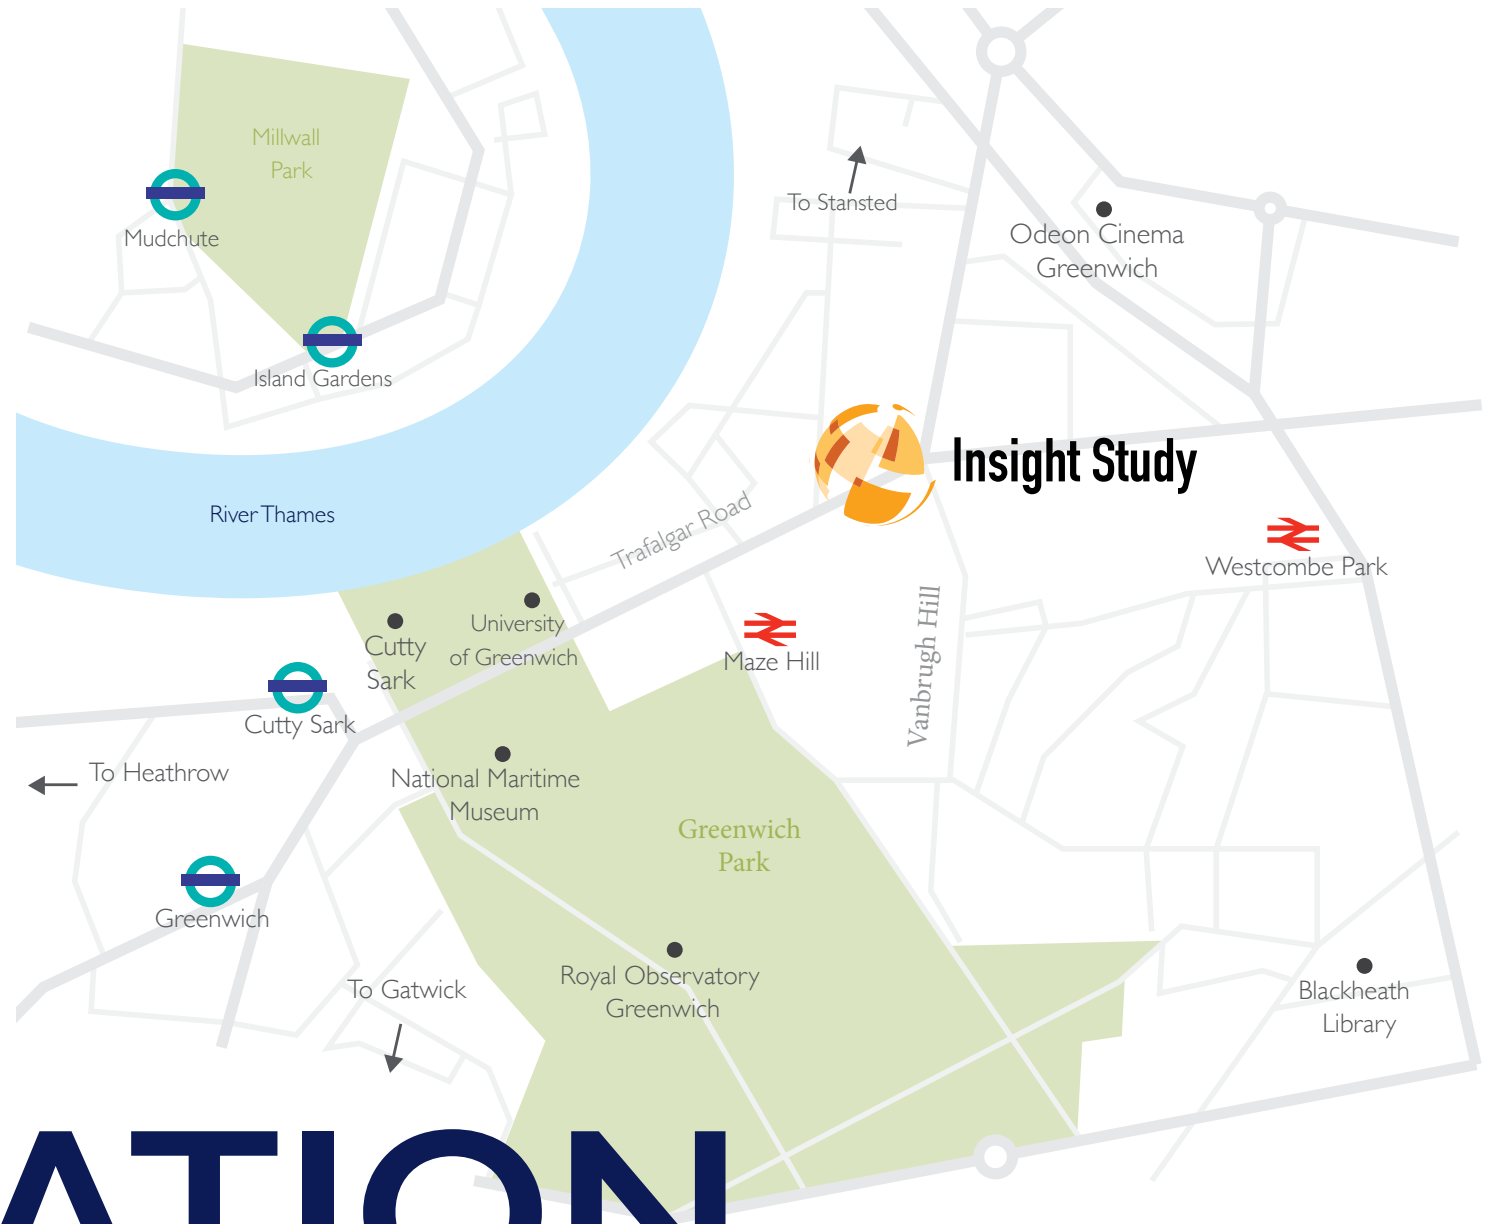 Millwall
Park
Mudchute
To Stansted
Odeon Cinema
Greenwich
Island Gardens
Insight Study
River Thames
Trafalgar Road
Westcombe Park
University
of Greenwich
Cutty
Sark
Maze Hill
Vanbrugh Hill
Cutty Sark
To Heathrow
National Maritime
Museum
Greenwich
Park
Greenwich
To Gatwick
Royal Observatory
Greenwich
Blackheath
Library
ATION